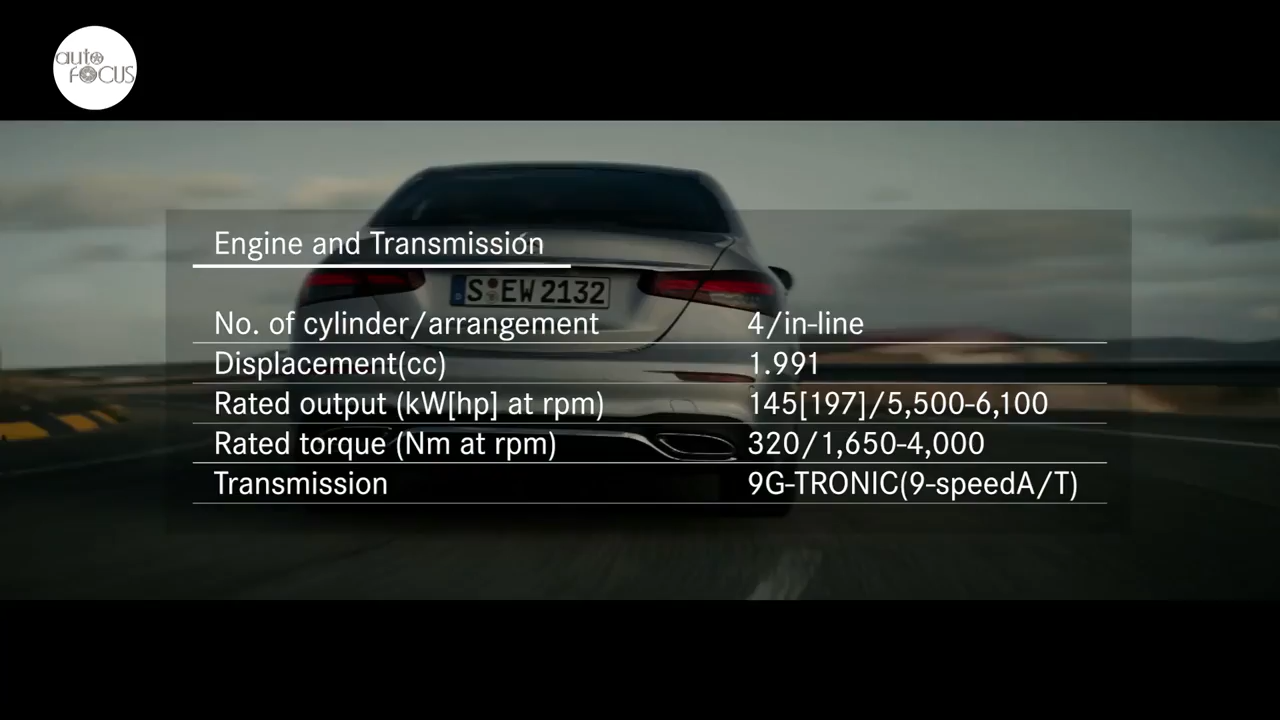 auto
FOCUS
Engine and Transmission
S EW 2132
No. of cylinder/arrangement 4/in-line
Displacement(cc) 1.991
Rated output (kW[hp] at rpm) 145[197]/5,500-6,100
Rated torque (Nm at rpm) 320/1,650-4,000
Transmission 9G-TRONIC(9-speedA/T)